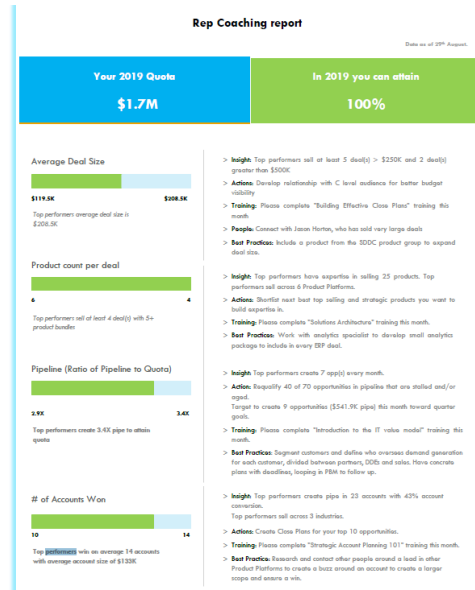 Rep Coaching report
Date as of 25th August.
Your 2019 Quota
$1.7M
In 2019 you can attain
100%
Average Deal Size
$119.5K $208.5K
Top performers average deal size is
$208.5K
> Insight: Top performers sell at least 5 deal(s) > $250K and 2 deal(s)
greater than $500K
> Actions: Develop relationship with C level audience for better budget
visibility
> Training: Please complete "Building Effective Close Plans" training this
month
> People: Connect with Jason Horton, who has sold very large deals
> Best Practices: Include a product from the SDDC product group to expand
deal size.
Product count per deal
6 4
Top performers sell at least 4 deal(s) with 5+
product bundles
> Insight: Top performers have expertise in selling 25 products. Top
performers sell across 6 Product Platforms.
> Actions: Shortlist next best top selling and strategic products you want to
build expertise in.
> Training: Please complete "Solutions Architecture" training this month.
> Best Practices: Work with analytics specialist to develop small analytics
package to include in every ERP deal.
Pipeline (Ratio of Pipeline to Quota)
2.9X 3.4X
Top performers create 3.4X pipe to attain
quota
> Insight: Top performers create 7 opp(s) every month.
> Action: Requalify 40 of 70 opportunities in pipeline that are stalled and/or
aged.
Target to create 9 opportunities ($541.9K pipe) this month toward quarter
goals.
> Training: Please complete "Introduction to the IT value model" training this
month.
> Best Practices: Segment customers and define who oversees demand generation
for each customer, divided between partners, DDEs and sales. Have concrete
plans with deadlines, looping in PBM to follow up.
# of Accounts Won
10 14
Top performers win on average 14 accounts
with average account size of $133K
> Insight: Top performers create pipe in 23 accounts with 43% account
conversion.
Top performers sell across 3 industries.
> Actions: Create Close Plans for your top 10 opportunities.
> Training: Please complete "Strategic Account Planning 101" training this month.
> Best Practice: Research and contact other people around a lead in other
Product Platforms to create a buzz around an account to create a larger
scope and ensure a win.